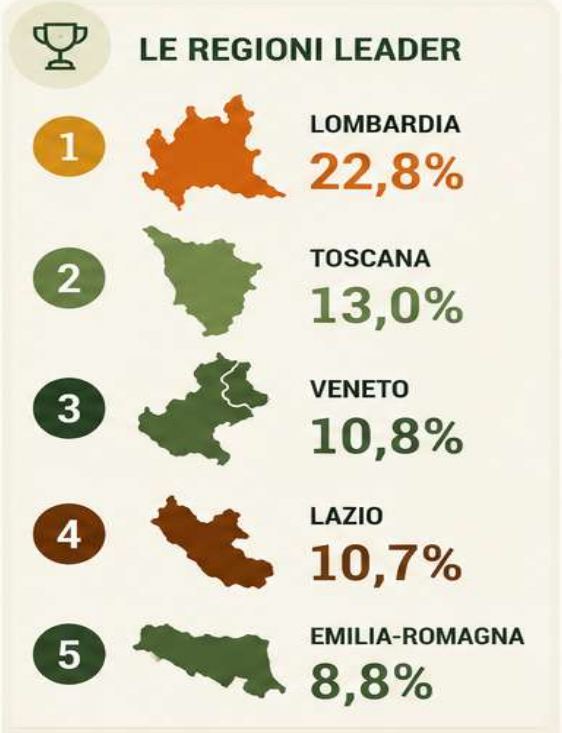 LE REGIONI LEADER
1
LOMBARDIA
22,8%
2
TOSCANA
13,0%
3
VENETO
10,8%
4
LAZIO
10,7%
5
EMILIA-ROMAGNA
8,8%